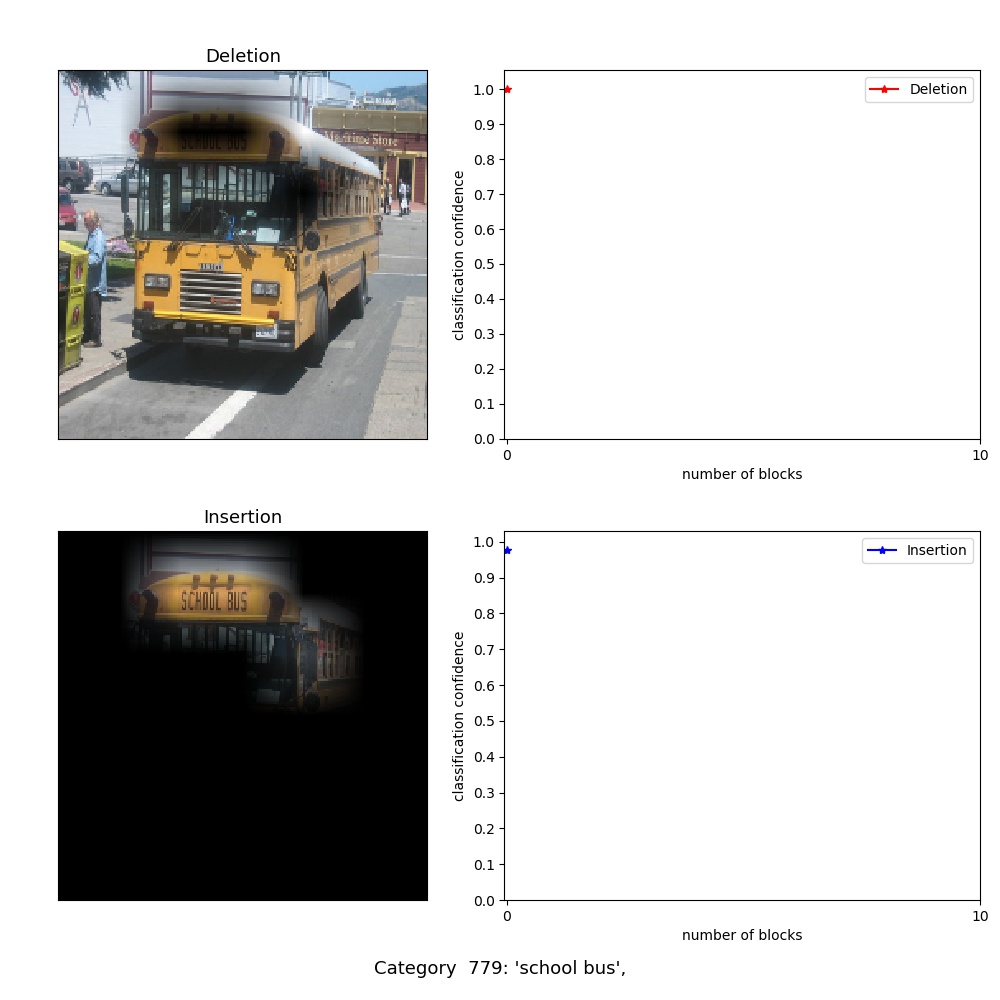 Deletion
SCHOOL BUS
Store
1.0
0.9
0.8
0.7
0.6
0.5
0.4
0.3
0.2
0.1
0.0
classification confidence
Deletion
0 10
number of blocks
Insertion
SCHOOL BUS
1.0
0.9
0.8
0.7
0.6
0.5
0.4
0.3
0.2
0.1
0.0
classification confidence
Insertion
0 10
number of blocks
Category 779: 'school bus',